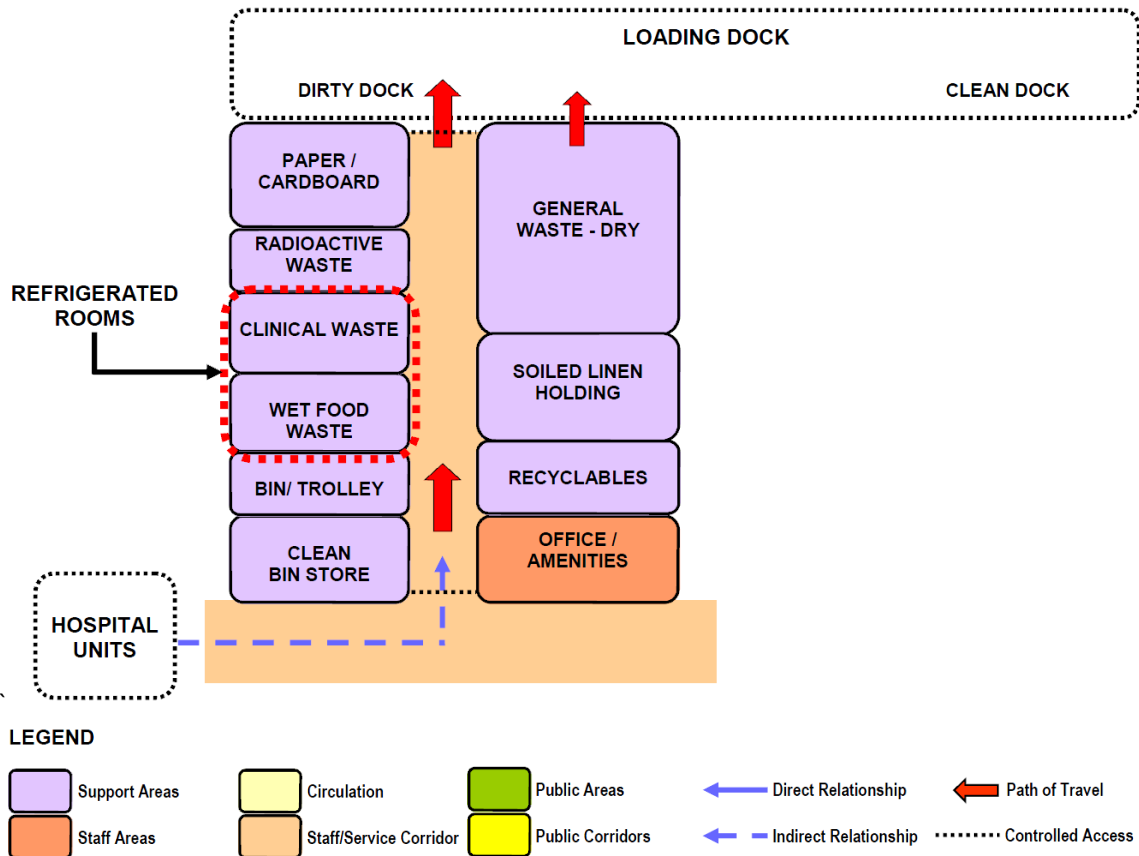 LOADING DOCK
DIRTY DOCK
CLEAN DOCK
PAPER /
CARDBOARD
GENERAL
WASTE - DRY
RADIOACTIVE
WASTE
REFRIGERATED
ROOMS
CLINICAL WASTE
SOILED LINEN
HOLDING
WET FOOD
WASTE
BIN/ TROLLEY
RECYCLABLES
CLEAN
BIN STORE
OFFICE /
AMENITIES
HOSPITAL
UNITS
`
LEGEND
Support Areas
Circulation
Public Areas
Direct Relationship
Path of Travel
Staff Areas
Staff/Service Corridor
Public Corridors
Indirect Relationship
Controlled Access